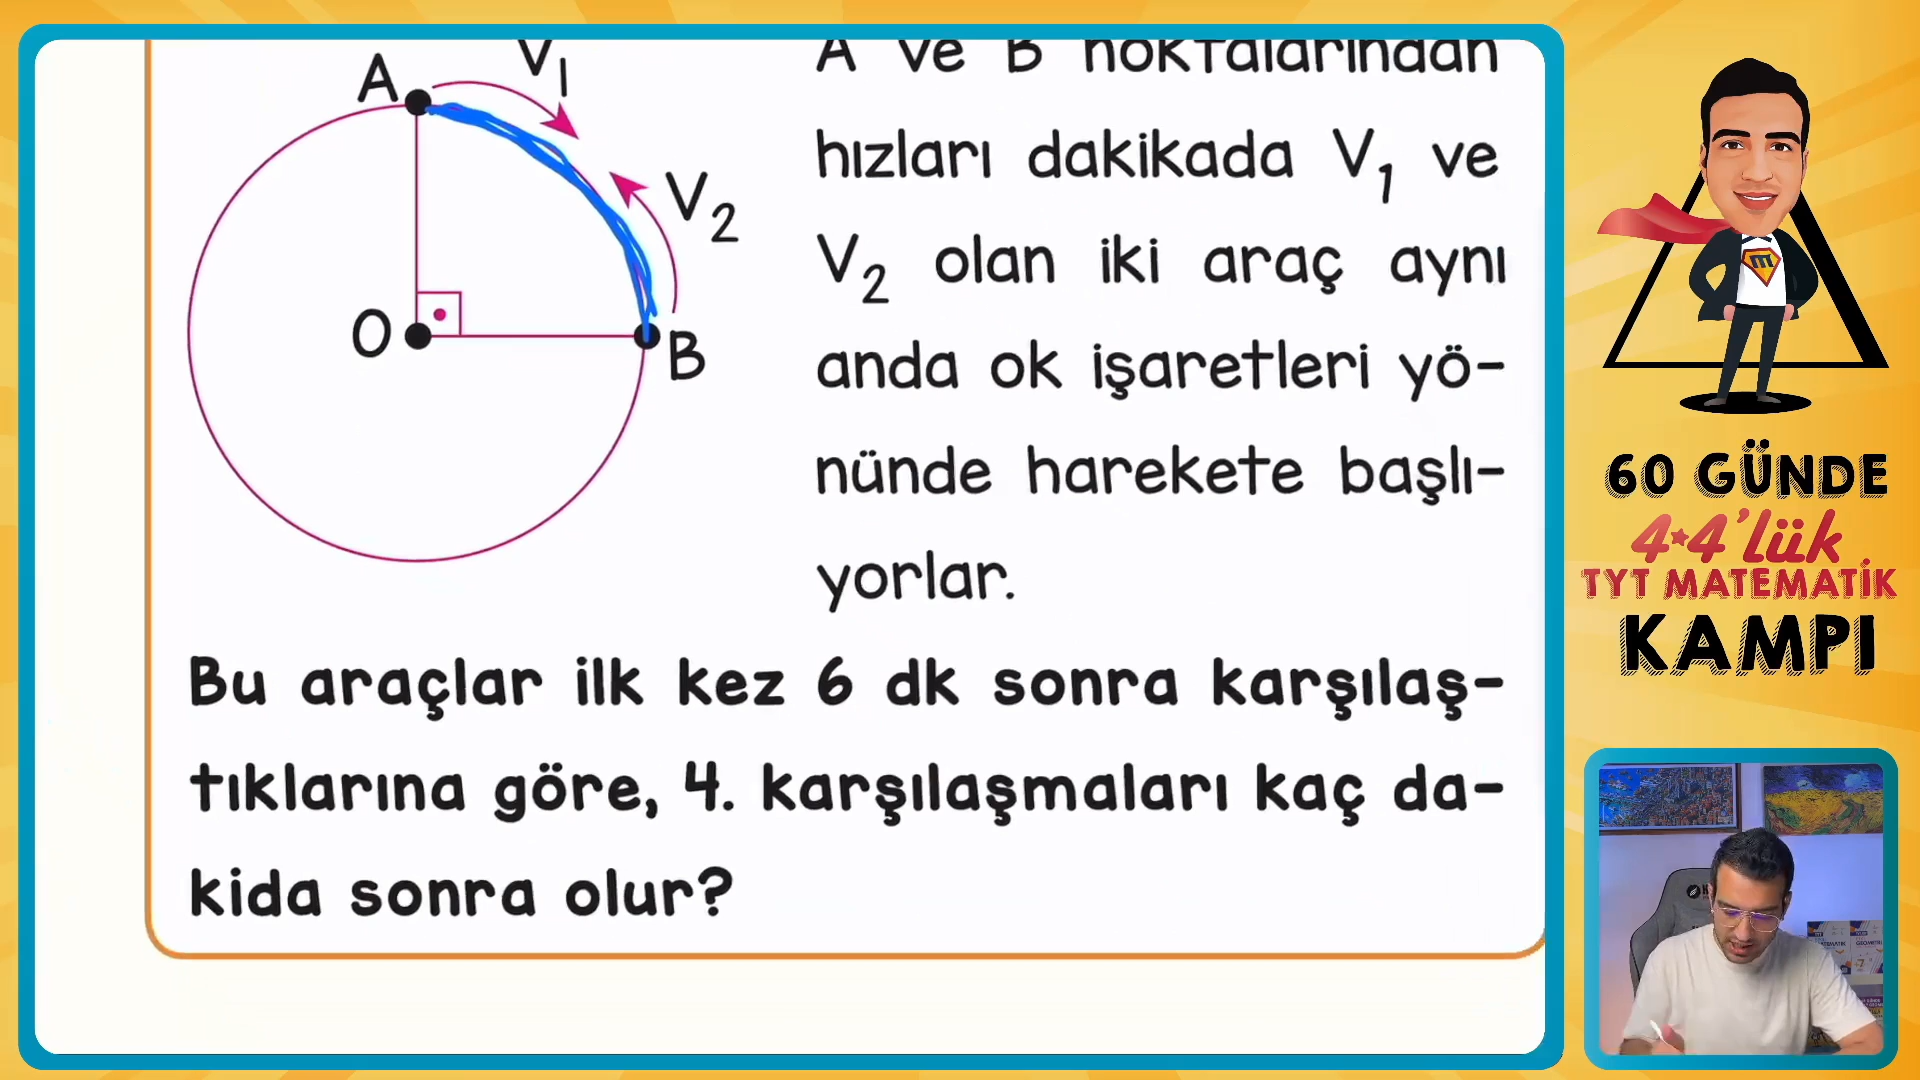 A
V1
V2
O
B
A ve B noktalarından
hızları dakikada V1 ve
V2 olan iki araç aynı
anda ok işaretleri yö-
nünde harekete başlı-
yorlar.
Bu araçlar ilk kez 6 dk sonra karşılaş-
tıklarına göre, 4. karşılaşmaları kaç da-
kida sonra olur?
m
60 GÜNDE
4★4'lük
TYT MATEMATİK
KAMPI